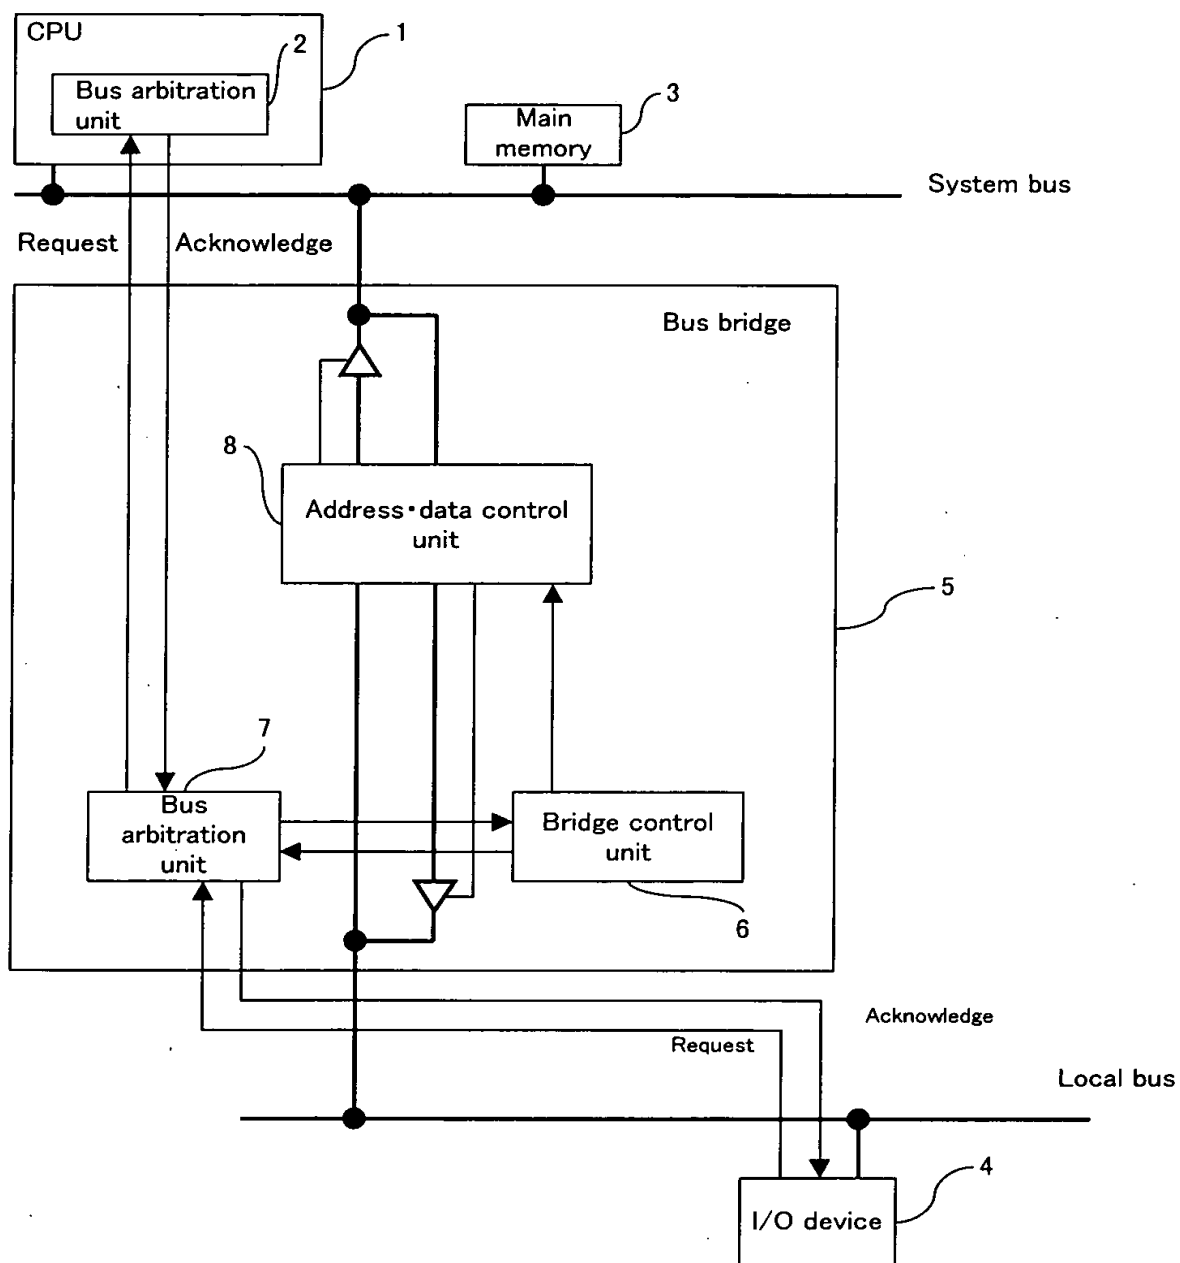 CPU
1
2
Bus arbitration
unit
3
Main
memory
System bus
Request
Acknowledge
Bus bridge
8
Address・data control
unit
5
7
Bus
arbitration
unit
Bridge control
unit
6
Acknowledge
Request
Local bus
4
I/O device